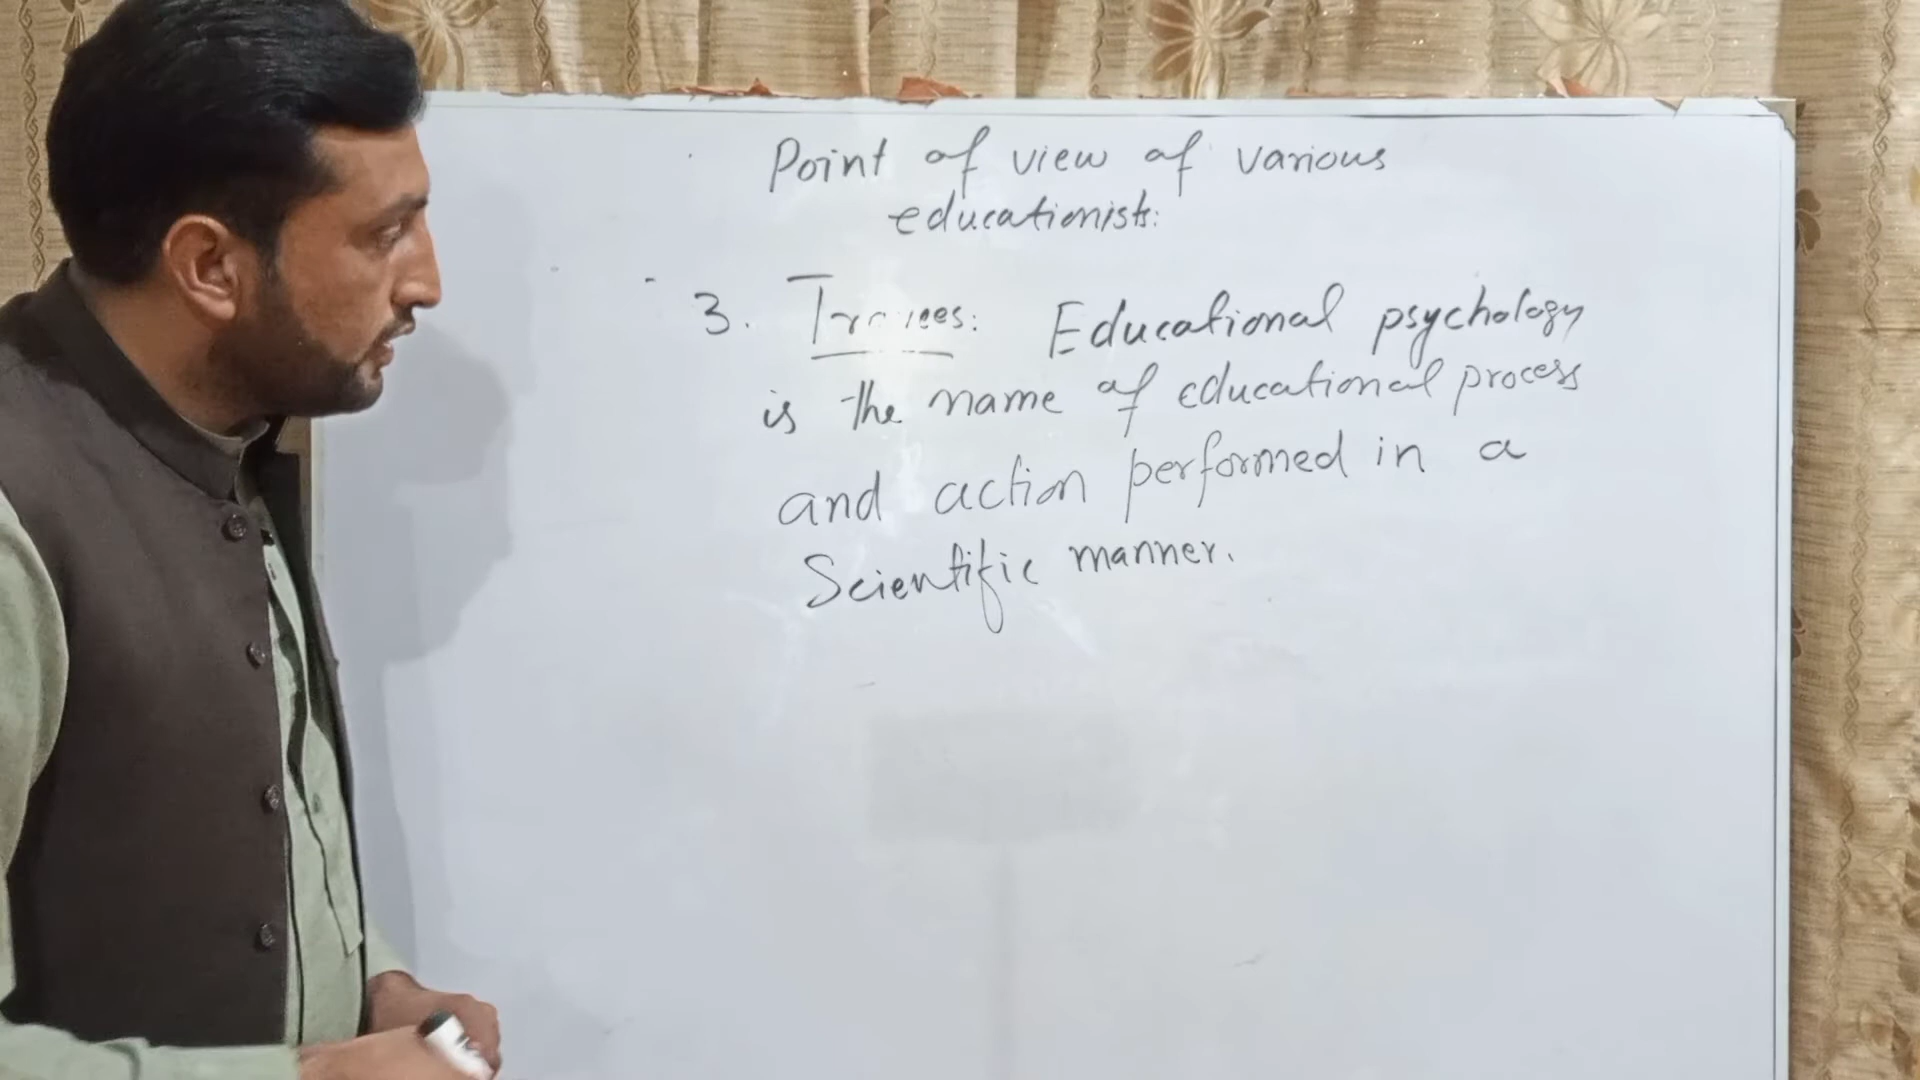 Point of view of various
educationists:
3. Educational psychology
is the name of educational process
and action performed in a
Scientific manner.